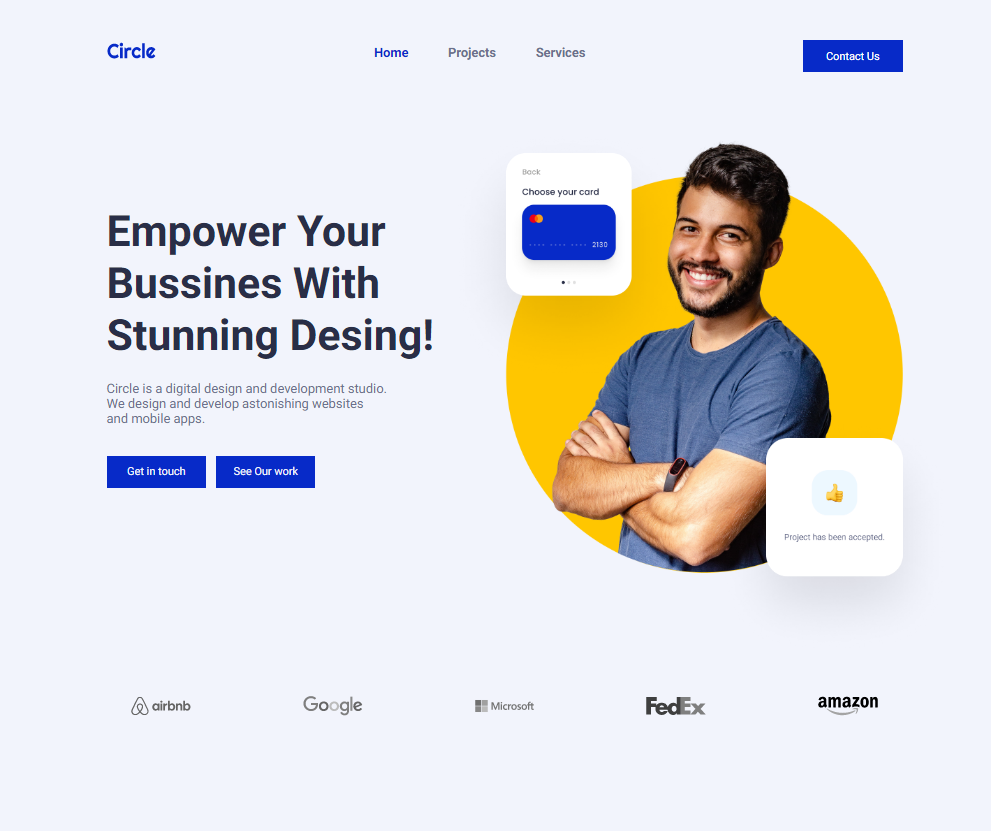 Circle
Home
Projects
Services
Contact Us
Back
Choose your card
2130
Empower Your
Bussines With
Stunning Desing!
Circle is a digital design and development studio.
We design and develop astonishing websites
and mobile apps.
Get in touch
See Our work
Project has been accepted.
airbnb
Google
Microsoft
FedEx
amazon